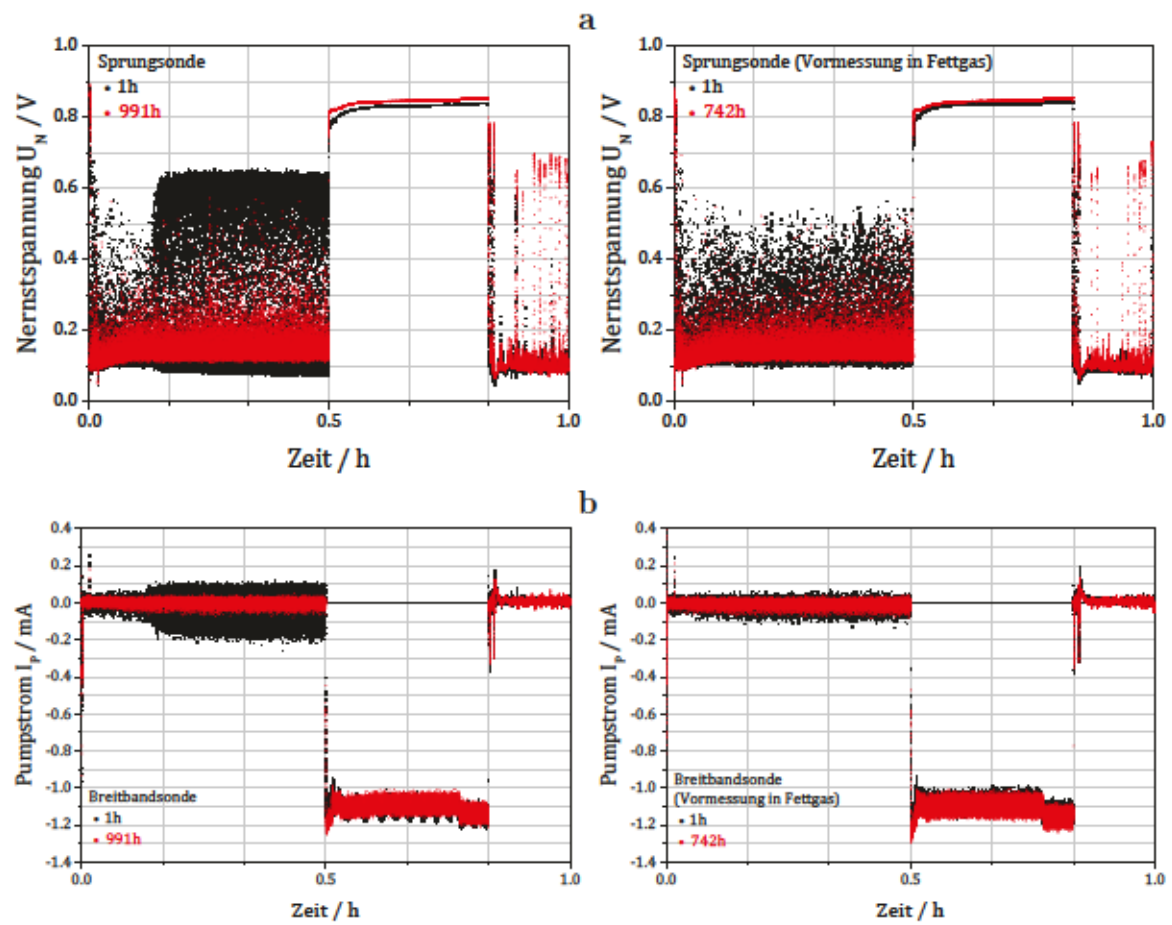 a
Nernstspannung U_N / V
1.0
0.8
0.6
0.4
0.2
0.0
Sprungsonde
• 1h
• 991h
0.0
0.5
1.0
Zeit / h
Nernstspannung U_N / V
1.0
0.8
0.6
0.4
0.2
0.0
Sprungsonde (Vormessung in Fettgas)
• 1h
• 742h
0.0
0.5
1.0
Zeit / h
b
Pumpstrom I_P / mA
0.4
0.2
0.0
-0.2
-0.4
-0.6
-0.8
-1.0
-1.2
-1.4
Breitbandsonde
• 1h
• 991h
0.0
0.5
1.0
Zeit / h
Pumpstrom I_P / mA
0.4
0.2
0.0
-0.2
-0.4
-0.6
-0.8
-1.0
-1.2
-1.4
Breitbandsonde
(Vormessung in Fettgas)
• 1h
• 742h
0.0
0.5
1.0
Zeit / h